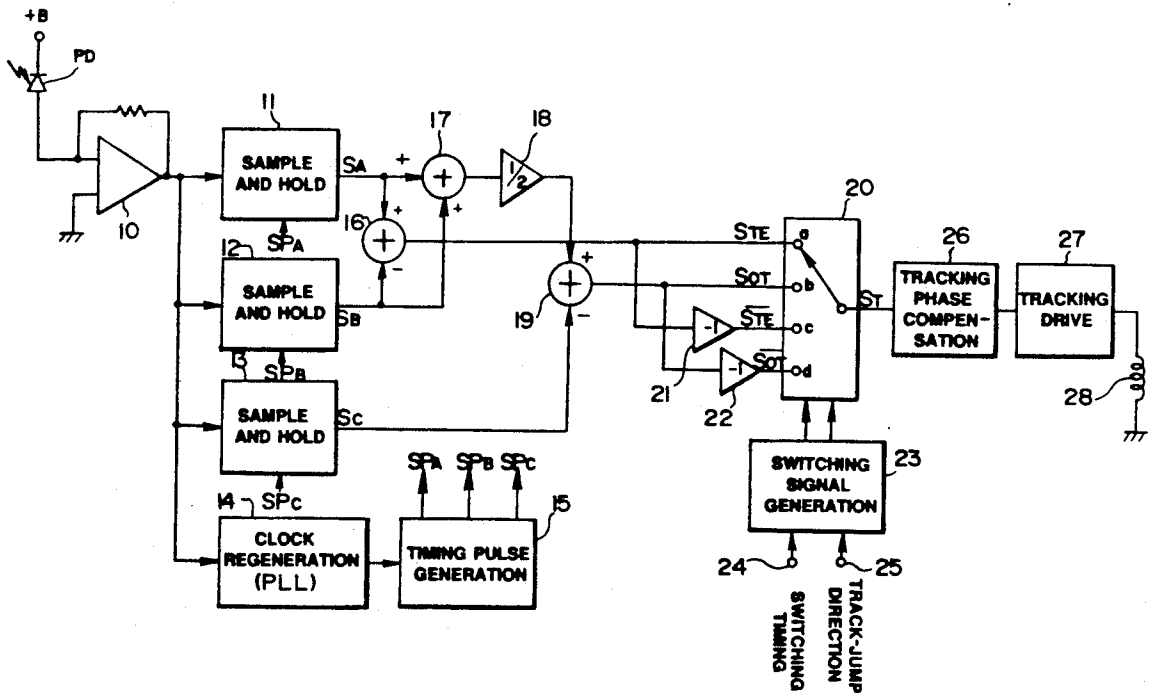 +B
PD
10
11
SAMPLE
AND HOLD
SA
+
17
+
+
18
1/2
16
+
+
−
SPA
12
SAMPLE
AND HOLD
SB
SPB
13
SAMPLE
AND HOLD
SC
SPC
14
CLOCK
REGENERATION
(PLL)
SPA SPB SPC
15
TIMING PULSE
GENERATION
19
+
+
−
STE
SOT
-1
S̅T̅E̅
21
-1
S̅O̅T̅
22
20
a
b
c
d
ST
26
TRACKING
PHASE
COMPEN-
SATION
27
TRACKING
DRIVE
28
23
SWITCHING
SIGNAL
GENERATION
24
25
SWITCHING
TIMING
TRACK-JUMP
DIRECTION